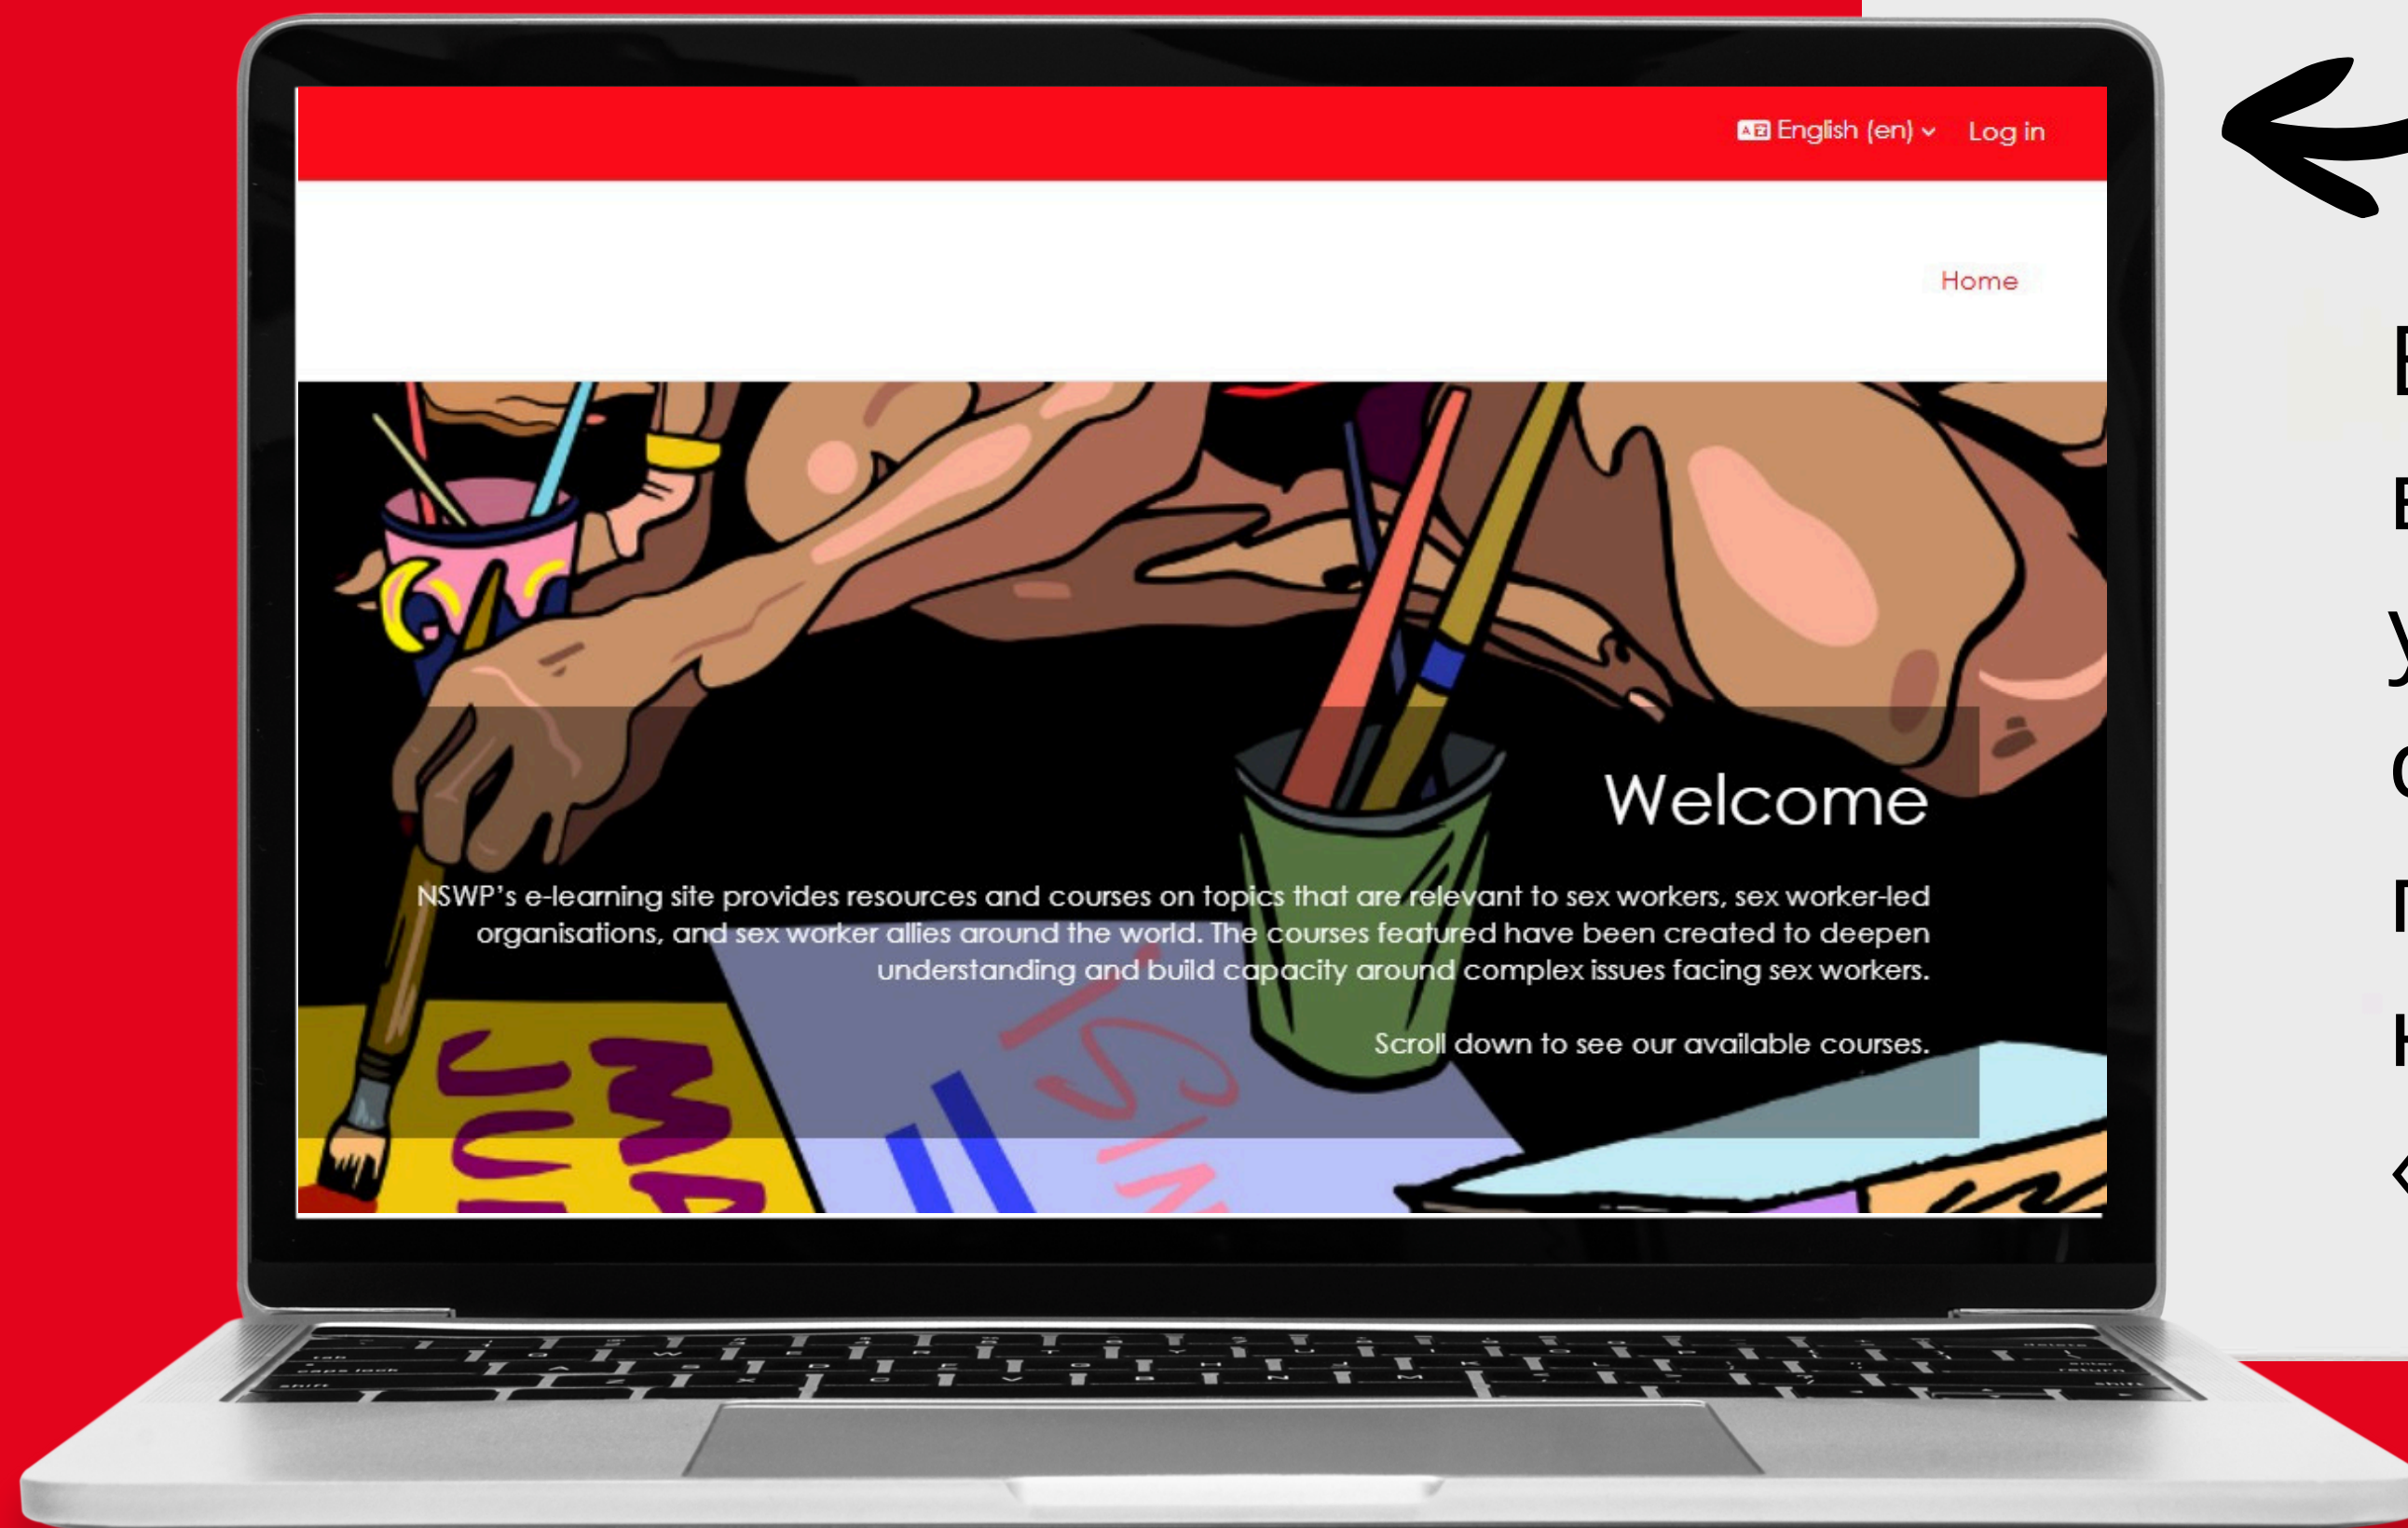 English (en)
Log in
Home
Welcome
NSWP's e-learning site provides resources and courses on topics that are relevant to sex workers, sex worker-led
organisations, and sex worker allies around the world. The courses featured have been created to deepen
understanding and build capacity around complex issues facing sex workers.
Scroll down to see our available courses.